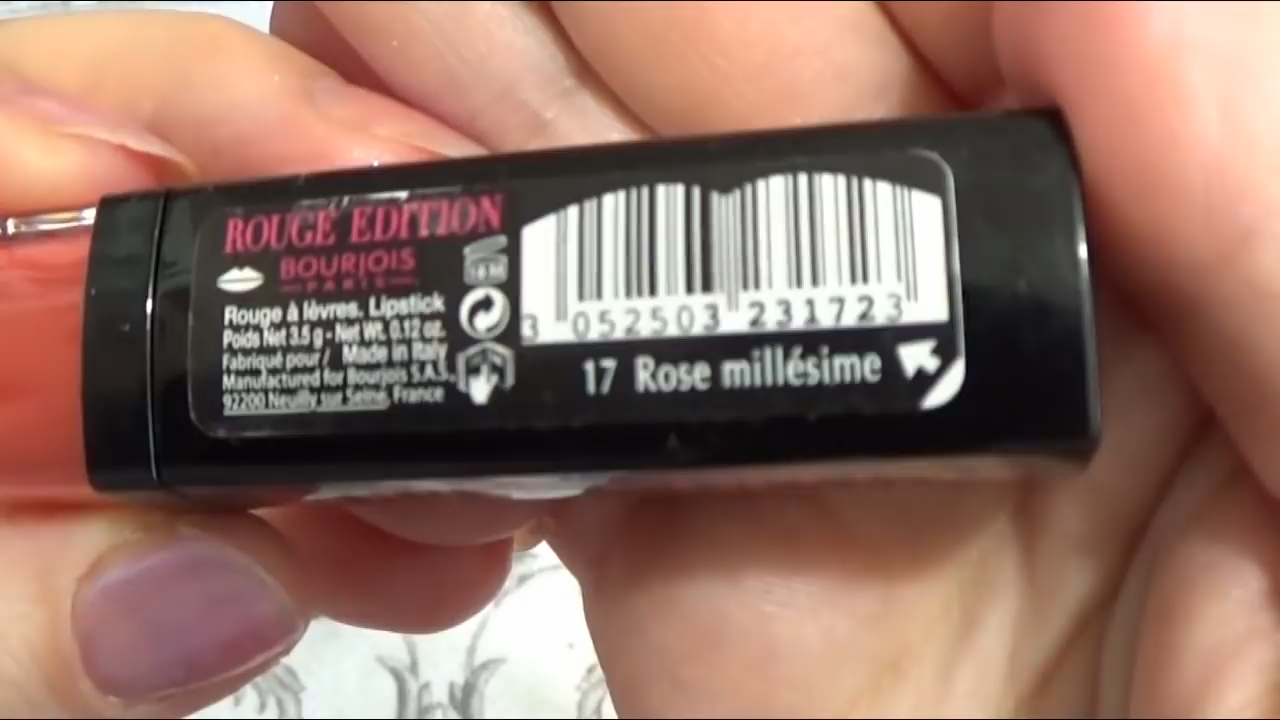 ROUGE EDITION
BOURJOIS
PARIS
Rouge à lèvres. Lipstick
Poids Net 3.5 g - Net Wt. 0.12 oz.
Fabriqué pour / Made in Italy
Manufactured for Bourjois S.A.S.
92200 Neuilly sur Seine, France
18 M
3 052503 231723
17 Rose millésime